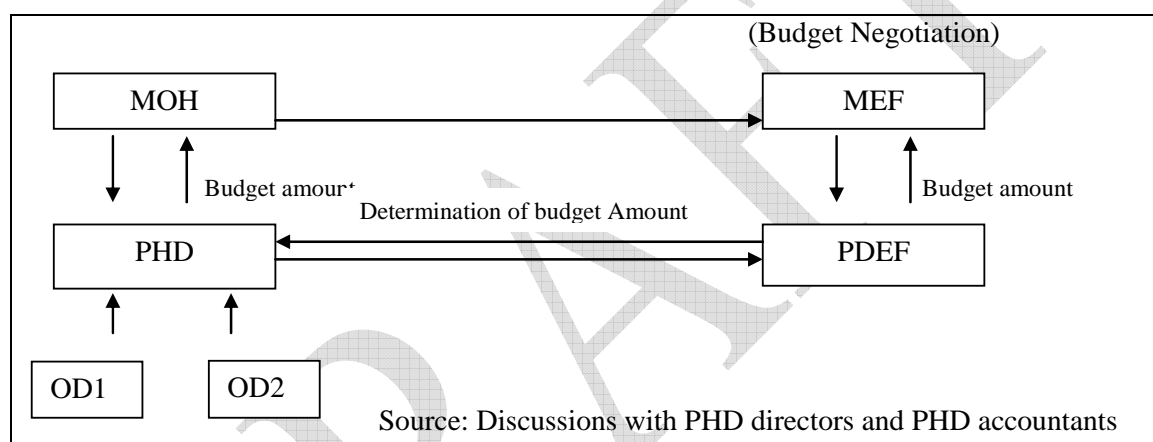 (Budget Negotiation)
MOH
MEF
Budget amount
Budget amount
Determination of budget Amount
PHD
PDEF
OD1
OD2
Source: Discussions with PHD directors and PHD accountants
DRAFT